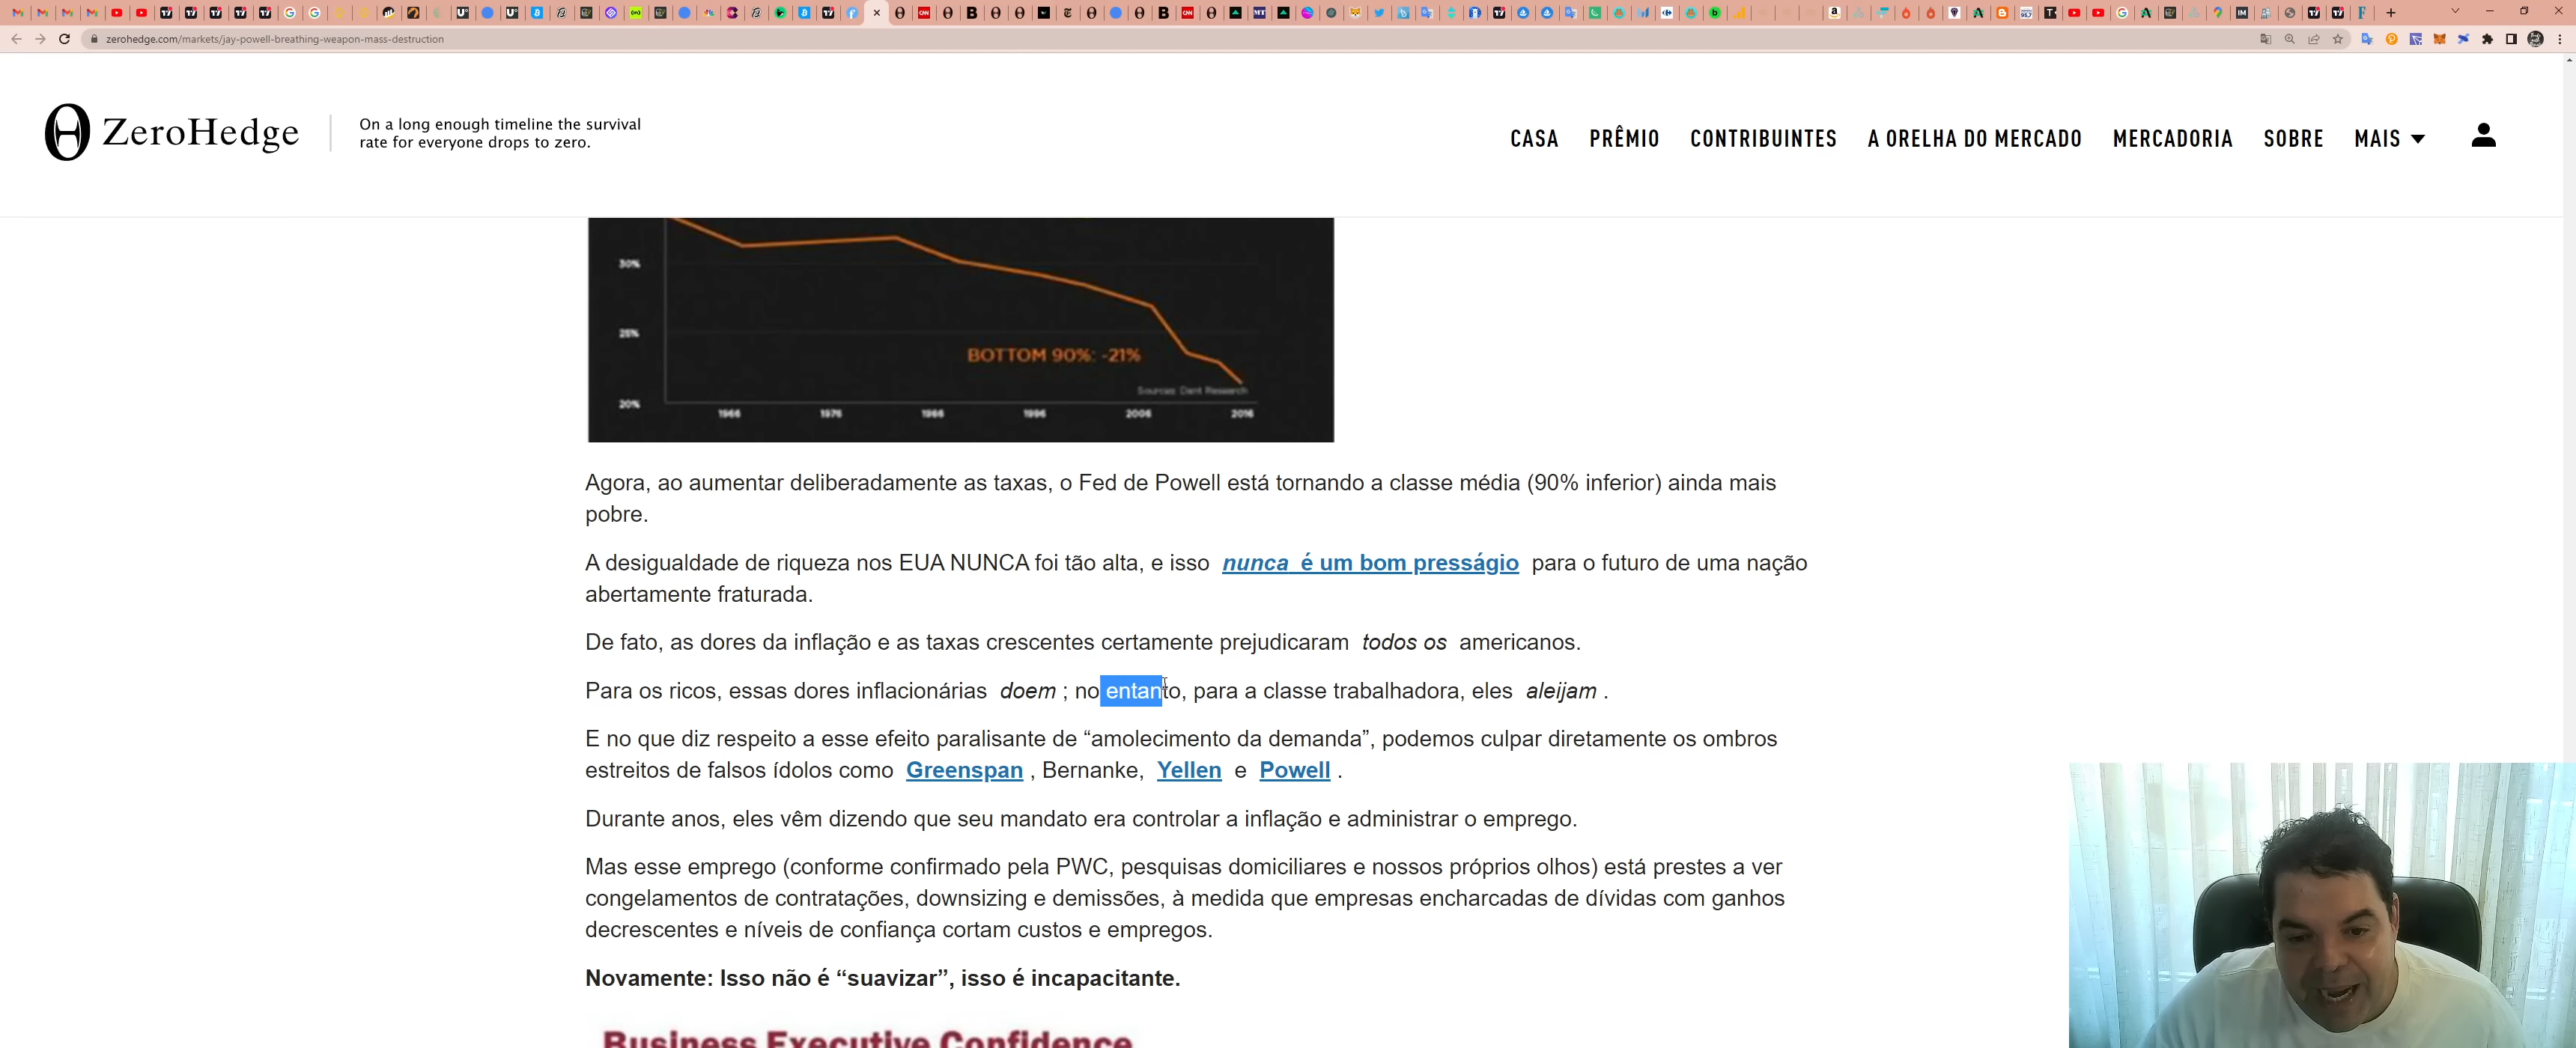 zerohedge.com/markets/jay-powell-breathing-weapon-mass-destruction
ZeroHedge
On a long enough timeline the survival
rate for everyone drops to zero.
CASA PRÊMIO CONTRIBUINTES A ORELHA DO MERCADO MERCADORIA SOBRE MAIS
30%
25%
BOTTOM 90%: -21%
Sources: Dent Research
20%
1966 1976 1986 1996 2006 2016
Agora, ao aumentar deliberadamente as taxas, o Fed de Powell está tornando a classe média (90% inferior) ainda mais
pobre.
A desigualdade de riqueza nos EUA NUNCA foi tão alta, e isso nunca é um bom presságio para o futuro de uma nação
abertamente fraturada.
De fato, as dores da inflação e as taxas crescentes certamente prejudicaram todos os americanos.
Para os ricos, essas dores inflacionárias doem ; no entanto, para a classe trabalhadora, eles aleijam .
E no que diz respeito a esse efeito paralisante de “amolecimento da demanda”, podemos culpar diretamente os ombros
estreitos de falsos ídolos como Greenspan , Bernanke, Yellen e Powell .
Durante anos, eles vêm dizendo que seu mandato era controlar a inflação e administrar o emprego.
Mas esse emprego (conforme confirmado pela PWC, pesquisas domiciliares e nossos próprios olhos) está prestes a ver
congelamentos de contratações, downsizing e demissões, à medida que empresas encharcadas de dívidas com ganhos
decrescentes e níveis de confiança cortam custos e empregos.
Novamente: Isso não é “suavizar”, isso é incapacitante.
Business Executive Confidence